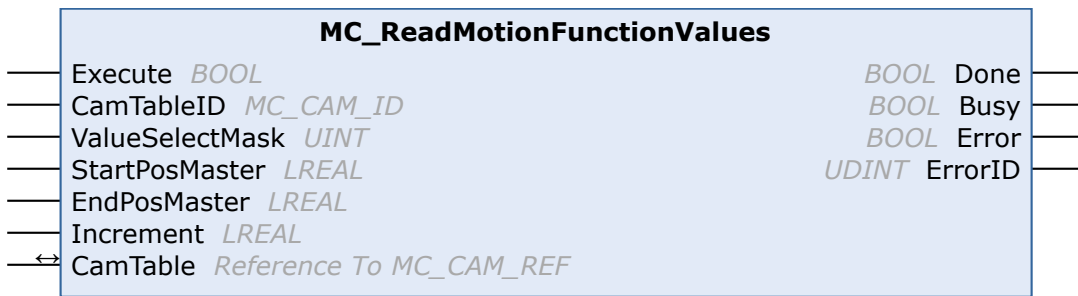 MC_ReadMotionFunctionValues
Execute BOOL BOOL Done
CamTableID MC_CAM_ID BOOL Busy
ValueSelectMask UINT BOOL Error
StartPosMaster LREAL UDINT ErrorID
EndPosMaster LREAL
Increment LREAL
↔ CamTable Reference To MC_CAM_REF